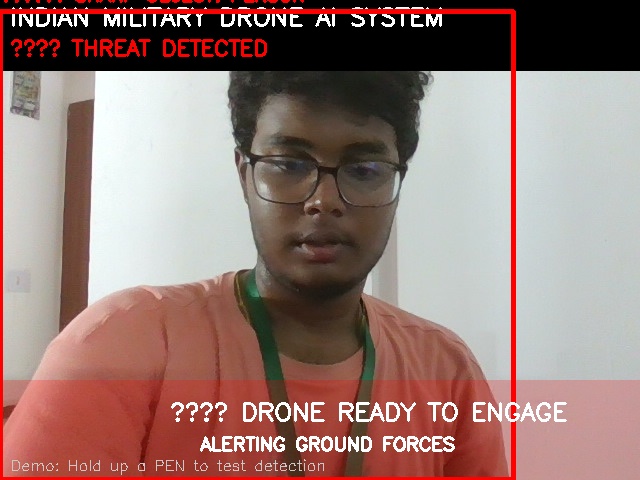 INDIAN MILITARY DRONE AI SYSTEM
???? THREAT DETECTED
???? DRONE READY TO ENGAGE
ALERTING GROUND FORCES
Demo: Hold up a PEN to test detection